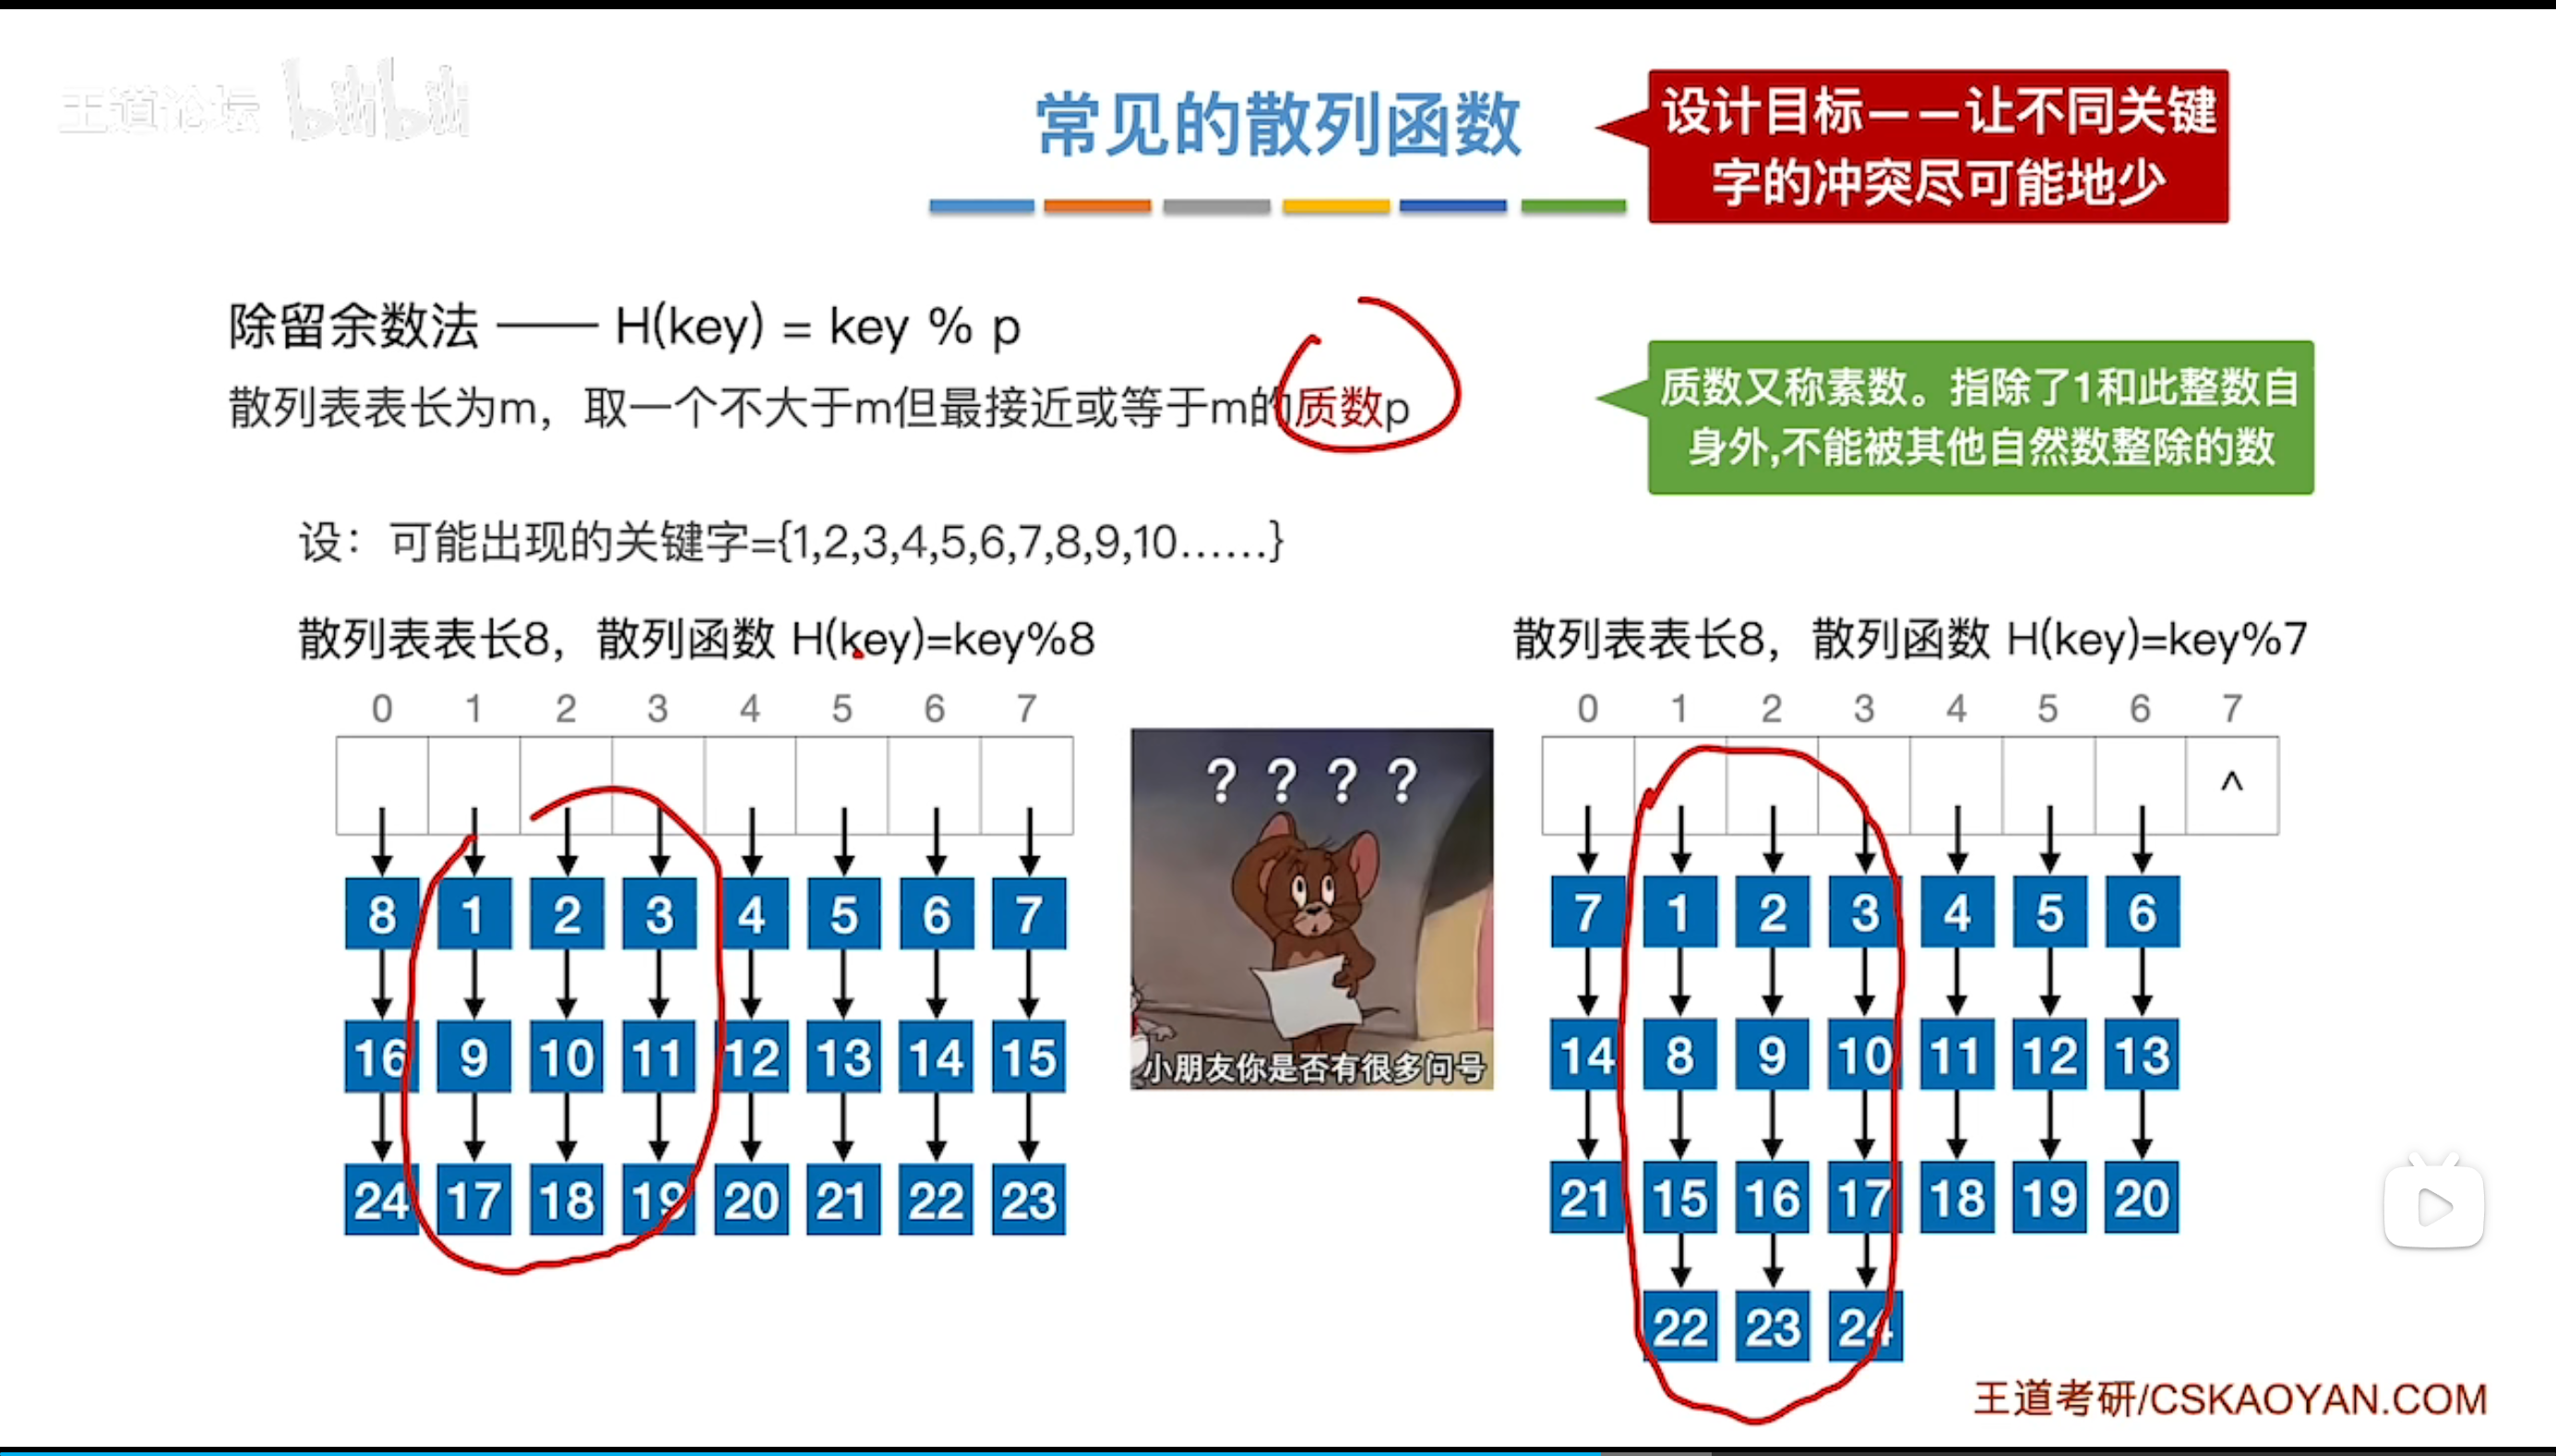 王道论坛 bilibili
常见的散列函数
设计目标——让不同关键
字的冲突尽可能地少
除留余数法 —— H(key) = key % p
散列表表长为m，取一个不大于m但最接近或等于m的质数p
质数又称素数。指除了1和此整数自
身外,不能被其他自然数整除的数
设：可能出现的关键字={1,2,3,4,5,6,7,8,9,10……}
散列表表长8，散列函数 H(key)=key%8
0 1 2 3 4 5 6 7
8 1 2 3 4 5 6 7
16 9 10 11 12 13 14 15
24 17 18 19 20 21 22 23
? ? ? ?
小朋友你是否有很多问号
散列表表长8，散列函数 H(key)=key%7
0 1 2 3 4 5 6 7
^
7 1 2 3 4 5 6
14 8 9 10 11 12 13
21 15 16 17 18 19 20
22 23 24
王道考研/CSKAOYAN.COM